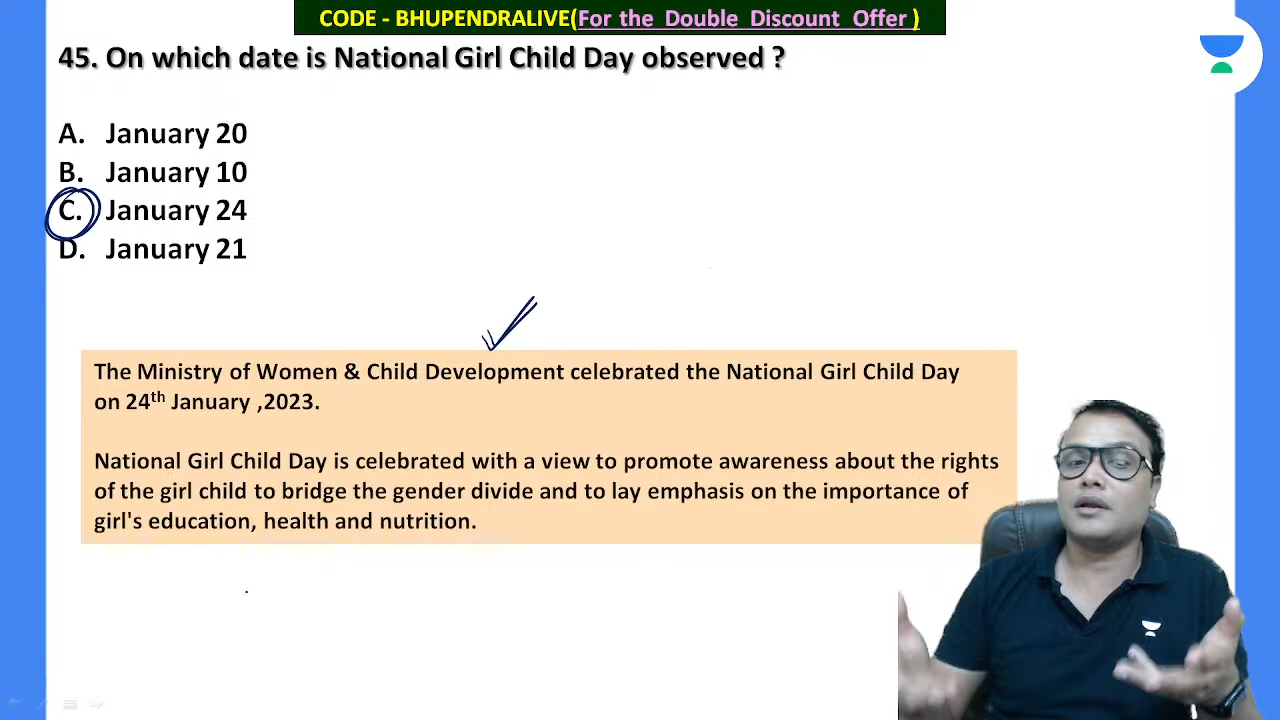 CODE - BHUPENDRALIVE(For the Double Discount Offer )
45. On which date is National Girl Child Day observed ?
A. January 20
B. January 10
C. January 24
D. January 21
The Ministry of Women & Child Development celebrated the National Girl Child Day
on 24th January ,2023.
National Girl Child Day is celebrated with a view to promote awareness about the rights
of the girl child to bridge the gender divide and to lay emphasis on the importance of
girl's education, health and nutrition.